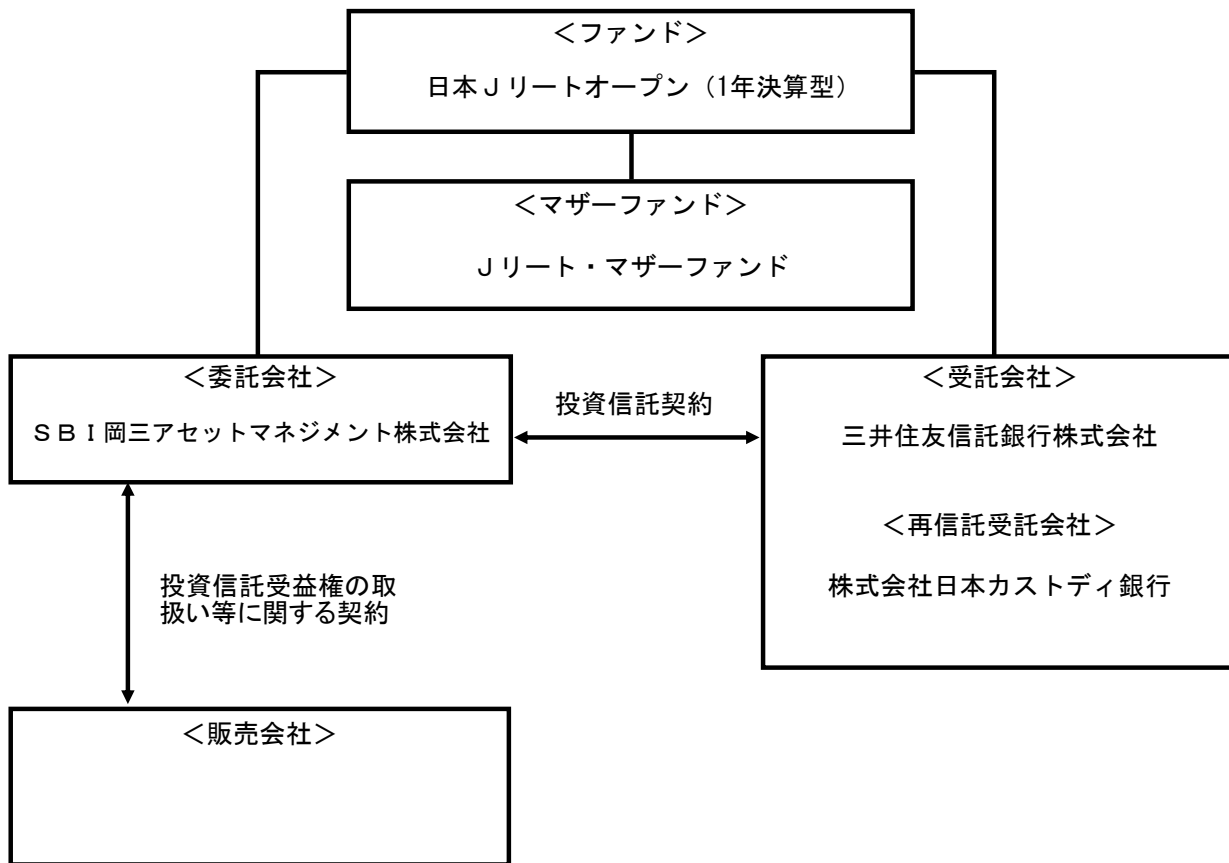 ＜ファンド＞
日本Ｊリートオープン（1年決算型）
＜マザーファンド＞
Ｊリート・マザーファンド
＜委託会社＞
ＳＢＩ岡三アセットマネジメント株式会社
投資信託契約
＜受託会社＞
三井住友信託銀行株式会社
＜再信託受託会社＞
株式会社日本カストディ銀行
投資信託受益権の取
扱い等に関する契約
＜販売会社＞